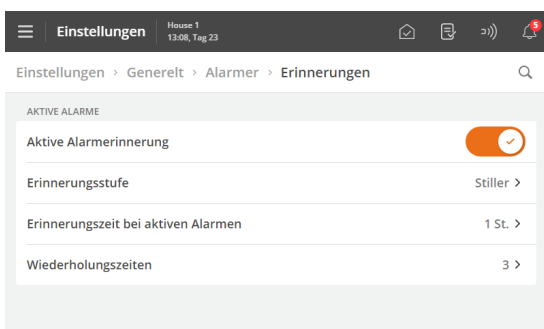 Einstellungen
House 1
13:08, Tag 23
5
Einstellungen > Generelt > Alarmer > Erinnerungen
AKTIVE ALARME
Aktive Alarmerinnerung
Erinnerungsstufe Stiller >
Erinnerungszeit bei aktiven Alarmen 1 St. >
Wiederholungszeiten 3 >